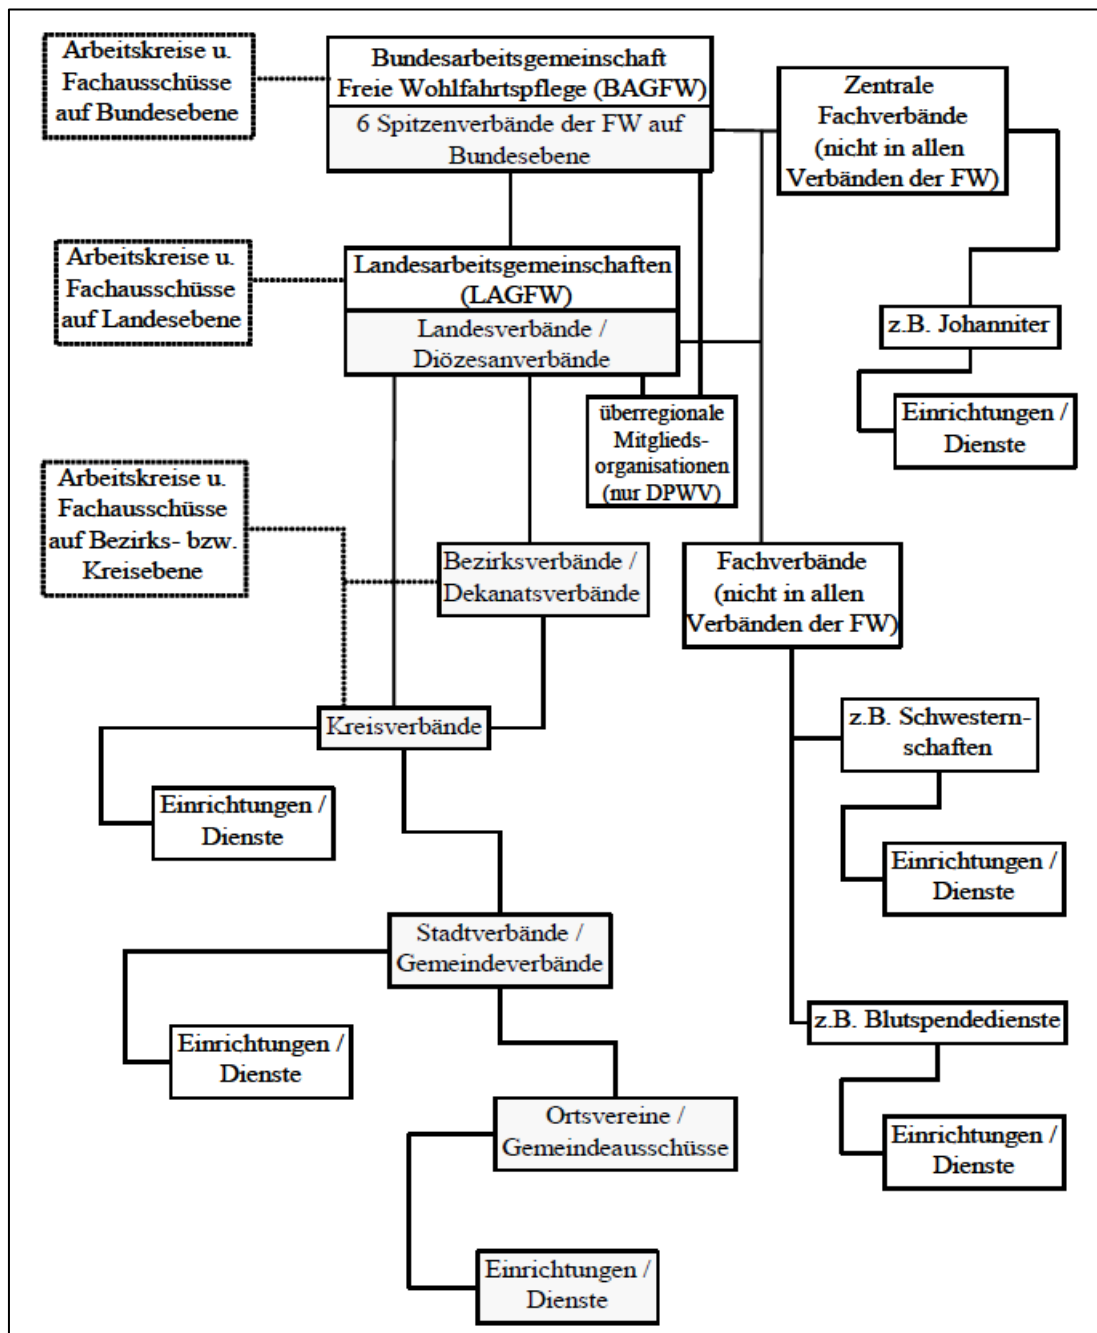 Arbeitskreise u.
Fachausschüsse
auf Bundesebene
Bundesarbeitsgemeinschaft
Freie Wohlfahrtspflege (BAGFW)
6 Spitzenverbände der FW auf
Bundesebene
Zentrale
Fachverbände
(nicht in allen
Verbänden der FW)
Arbeitskreise u.
Fachausschüsse
auf Landesebene
Landesarbeitsgemeinschaften
(LAGFW)
Landesverbände /
Diözesanverbände
z.B. Johanniter
Einrichtungen /
Dienste
überregionale
Mitglieds-
organisationen
(nur DPWV)
Arbeitskreise u.
Fachausschüsse
auf Bezirks- bzw.
Kreisebene
Bezirksverbände /
Dekanatsverbände
Fachverbände
(nicht in allen
Verbänden der FW)
Kreisverbände
z.B. Schwestern-
schaften
Einrichtungen /
Dienste
Einrichtungen /
Dienste
Stadtverbände /
Gemeindeverbände
z.B. Blutspendedienste
Einrichtungen /
Dienste
Ortsvereine /
Gemeindeausschüsse
Einrichtungen /
Dienste
Einrichtungen /
Dienste